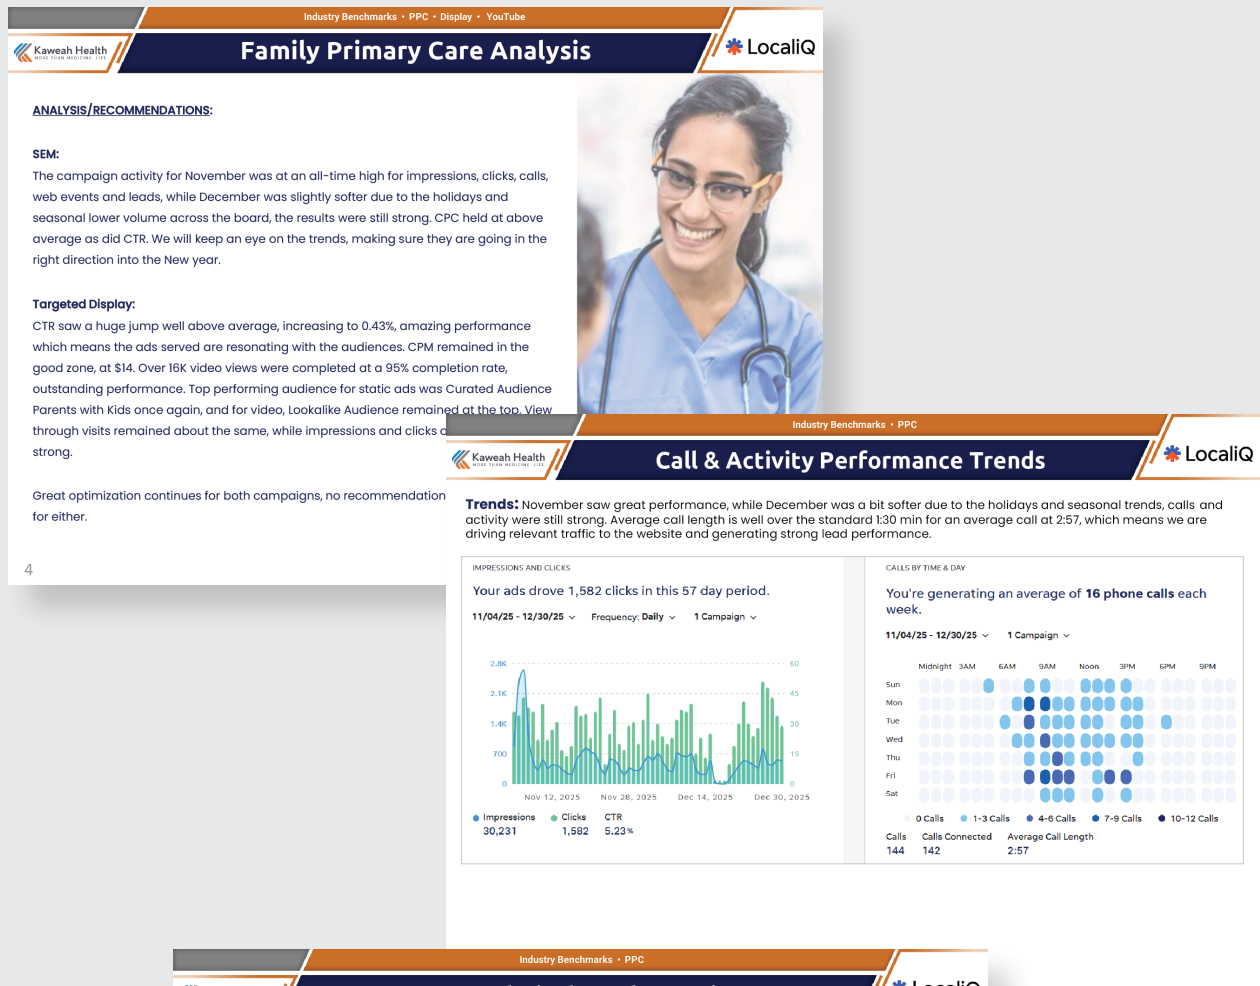 Industry Benchmarks • PPC • Display • YouTube
Kaweah Health
MORE THAN MEDICINE. LIFE.
Family Primary Care Analysis
LocaliQ
ANALYSIS/RECOMMENDATIONS:
SEM:
The campaign activity for November was at an all-time high for impressions, clicks, calls,
web events and leads, while December was slightly softer due to the holidays and
seasonal lower volume across the board, the results were still strong. CPC held at above
average as did CTR. We will keep an eye on the trends, making sure they are going in the
right direction into the New year.
Targeted Display:
CTR saw a huge jump well above average, increasing to 0.43%, amazing performance
which means the ads served are resonating with the audiences. CPM remained in the
good zone, at $14. Over 16K video views were completed at a 95% completion rate,
outstanding performance. Top performing audience for static ads was Curated Audience
Parents with Kids once again, and for video, Lookalike Audience remained at the top. View
through visits remained about the same, while impressions and clicks
strong.
Great optimization continues for both campaigns, no recommendation
for either.
4
Industry Benchmarks • PPC
Kaweah Health
MORE THAN MEDICINE. LIFE.
Call & Activity Performance Trends
LocaliQ
Trends: November saw great performance, while December was a bit softer due to the holidays and seasonal trends, calls and
activity were still strong. Average call length is well over the standard 1:30 min for an average call at 2:57, which means we are
driving relevant traffic to the website and generating strong lead performance.
IMPRESSIONS AND CLICKS
Your ads drove 1,582 clicks in this 57 day period.
11/04/25 - 12/30/25 Frequency: Daily 1 Campaign
2.8K 60
2.1K 45
1.4K 30
700 15
0 0
Nov 12, 2025 Nov 28, 2025 Dec 14, 2025 Dec 30, 2025
Impressions Clicks CTR
30,231 1,582 5.23%
CALLS BY TIME & DAY
You're generating an average of 16 phone calls each
week.
11/04/25 - 12/30/25 1 Campaign
Midnight 3AM 6AM 9AM Noon 3PM 6PM 9PM
Sun
Mon
Tue
Wed
Thu
Fri
Sat
0 Calls 1-3 Calls 4-6 Calls 7-9 Calls 10-12 Calls
Calls Calls Connected Average Call Length
144 142 2:57
Industry Benchmarks • PPC
LocaliQ